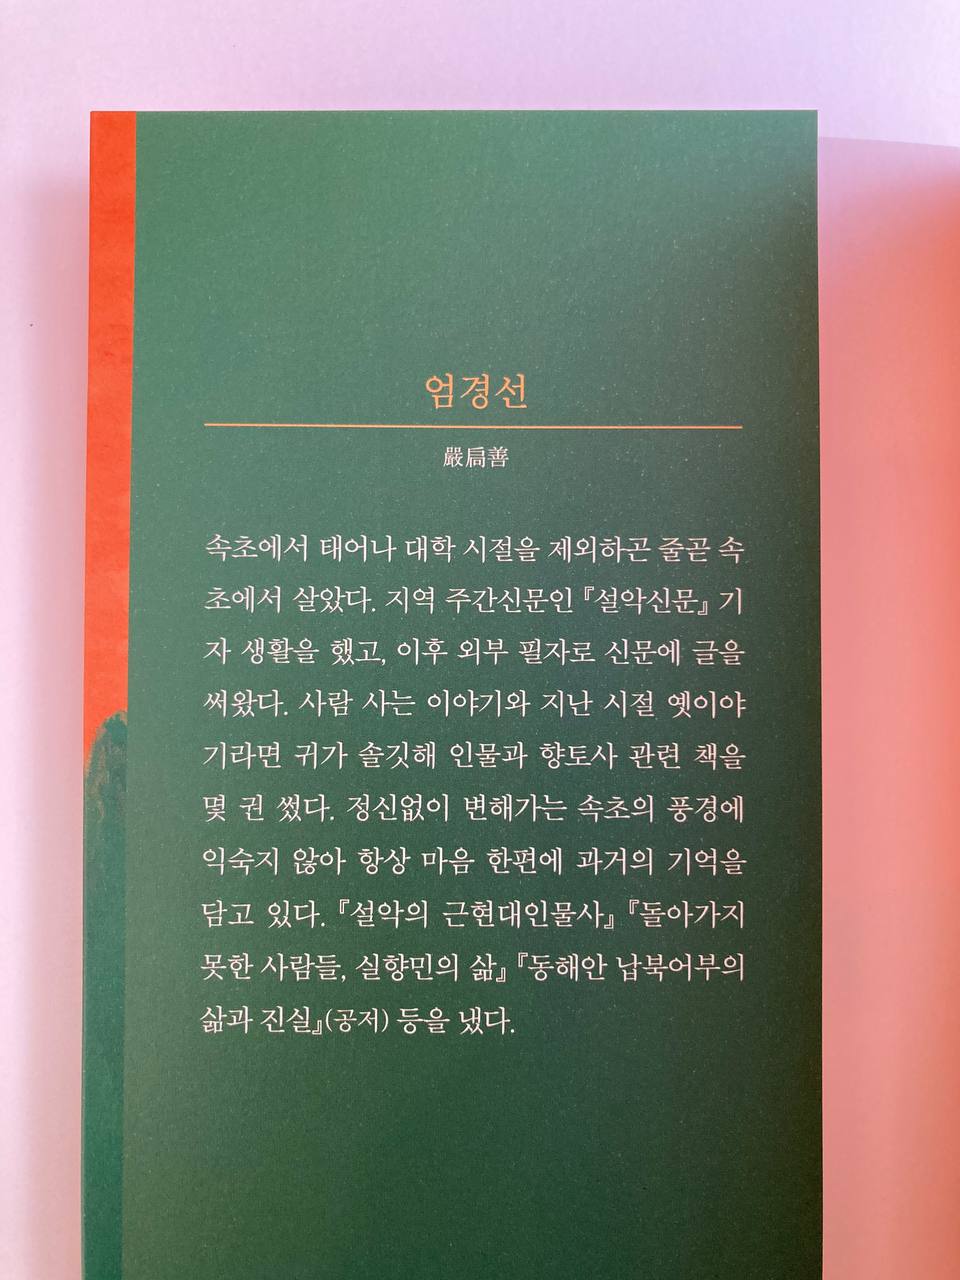 엄경선
嚴扃善
속초에서 태어나 대학 시절을 제외하곤 줄곧 속
초에서 살았다. 지역 주간신문인 『설악신문』 기
자 생활을 했고, 이후 외부 필자로 신문에 글을
써왔다. 사람 사는 이야기와 지난 시절 옛이야
기라면 귀가 솔깃해 인물과 향토사 관련 책을
몇 권 썼다. 정신없이 변해가는 속초의 풍경에
익숙지 않아 항상 마음 한편에 과거의 기억을
담고 있다. 『설악의 근현대인물사』 『돌아가지
못한 사람들, 실향민의 삶』 『동해안 납북어부의
삶과 진실』(공저) 등을 냈다.